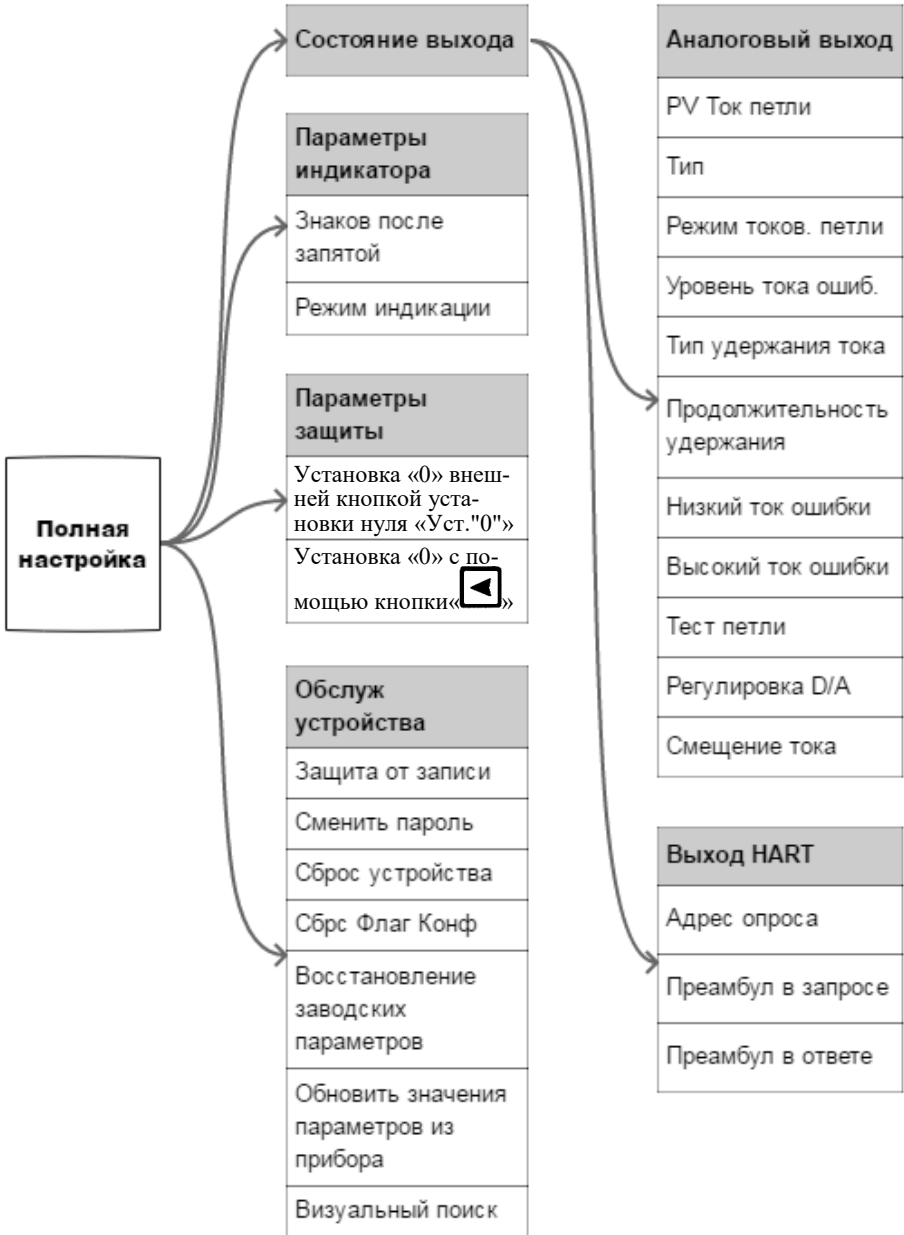 Полная
настройка
Состояние выхода
Параметры
индикатора
Знаков после
запятой
Режим индикации
Параметры
защиты
Установка «0» внеш-
ней кнопкой уста-
новки нуля «Уст."0"»
Установка «0» с по-
мощью кнопки« »
Обслуж
устройства
Защита от записи
Сменить пароль
Сброс устройства
Сбрс Флаг Конф
Восстановление
заводских
параметров
Обновить значения
параметров из
прибора
Визуальный поиск
Аналоговый выход
PV Ток петли
Тип
Режим токов. петли
Уровень тока ошиб.
Тип удержания тока
Продолжительность
удержания
Низкий ток ошибки
Высокий ток ошибки
Тест петли
Регулировка D/A
Смещение тока
Выход HART
Адрес опроса
Преамбул в запросе
Преамбул в ответе